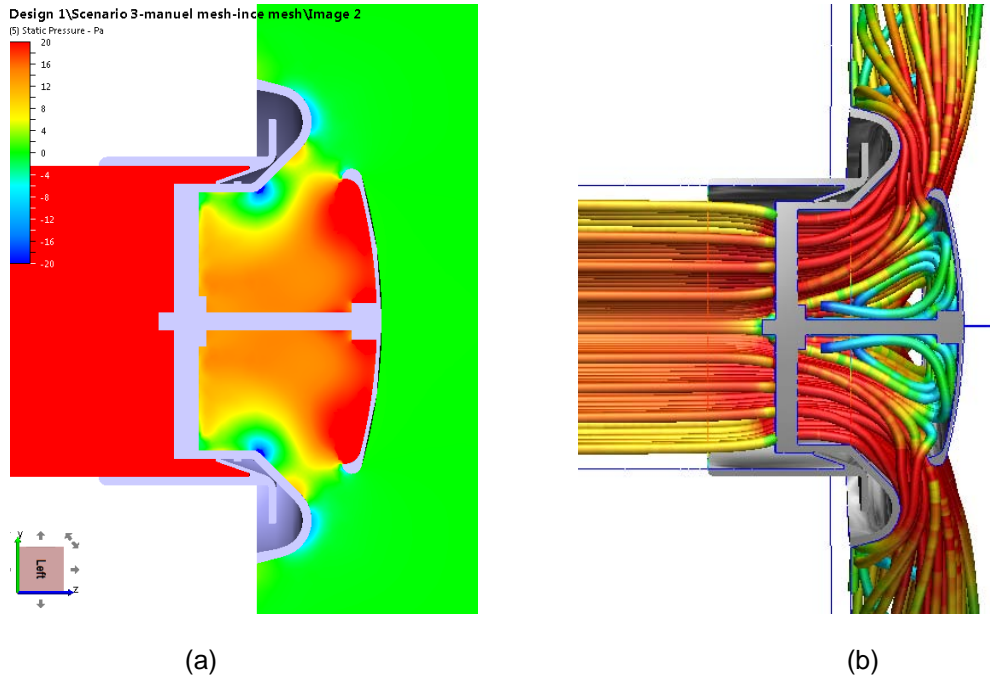 Design 1\Scenario 3-manuel mesh-ince mesh\Image 2
(5) Static Pressure - Pa
20
16
12
8
4
0
-4
-8
-12
-16
-20
y
Left
z
(a)
(b)